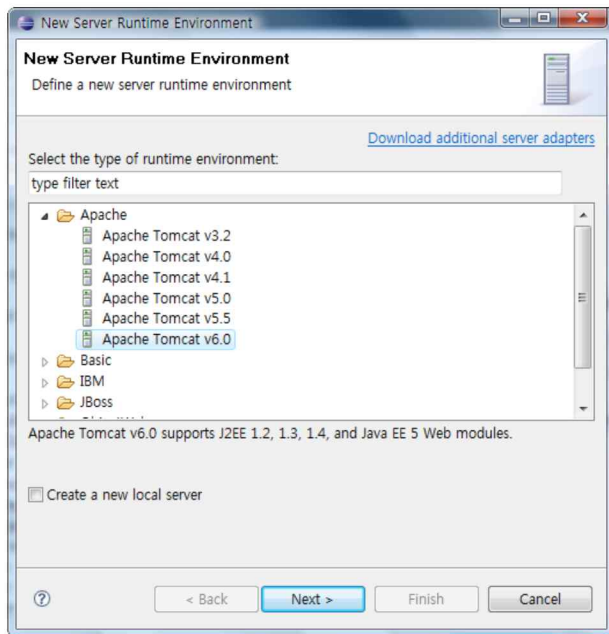 New Server Runtime Environment
New Server Runtime Environment
Define a new server runtime environment
Download additional server adapters
Select the type of runtime environment:
type filter text
Apache
Apache Tomcat v3.2
Apache Tomcat v4.0
Apache Tomcat v4.1
Apache Tomcat v5.0
Apache Tomcat v5.5
Apache Tomcat v6.0
Basic
IBM
JBoss
Apache Tomcat v6.0 supports J2EE 1.2, 1.3, 1.4, and Java EE 5 Web modules.
Create a new local server
< Back
Next >
Finish
Cancel